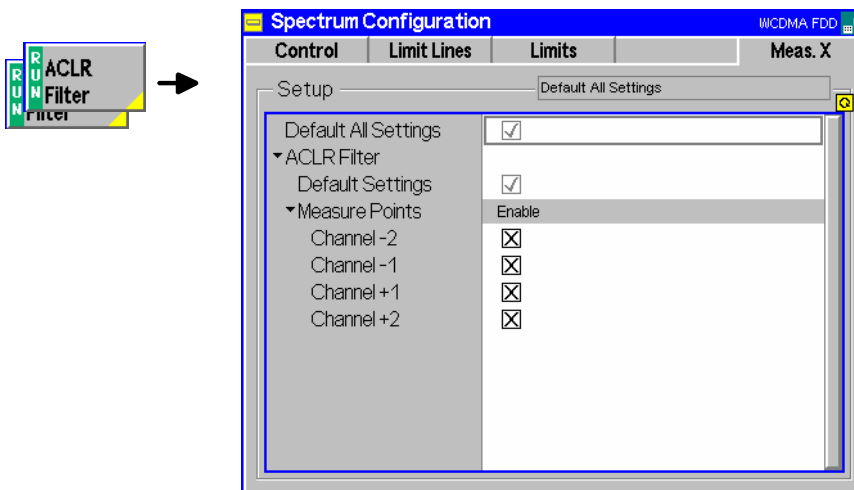 RUN
ACLR
Filter
RUN
Filter
Spectrum Configuration
WCDMA FDD
Control
Limit Lines
Limits
Meas. X
Setup
Default All Settings
Default All Settings
ACLR Filter
Default Settings
Measure Points
Enable
Channel -2
Channel -1
Channel +1
Channel +2